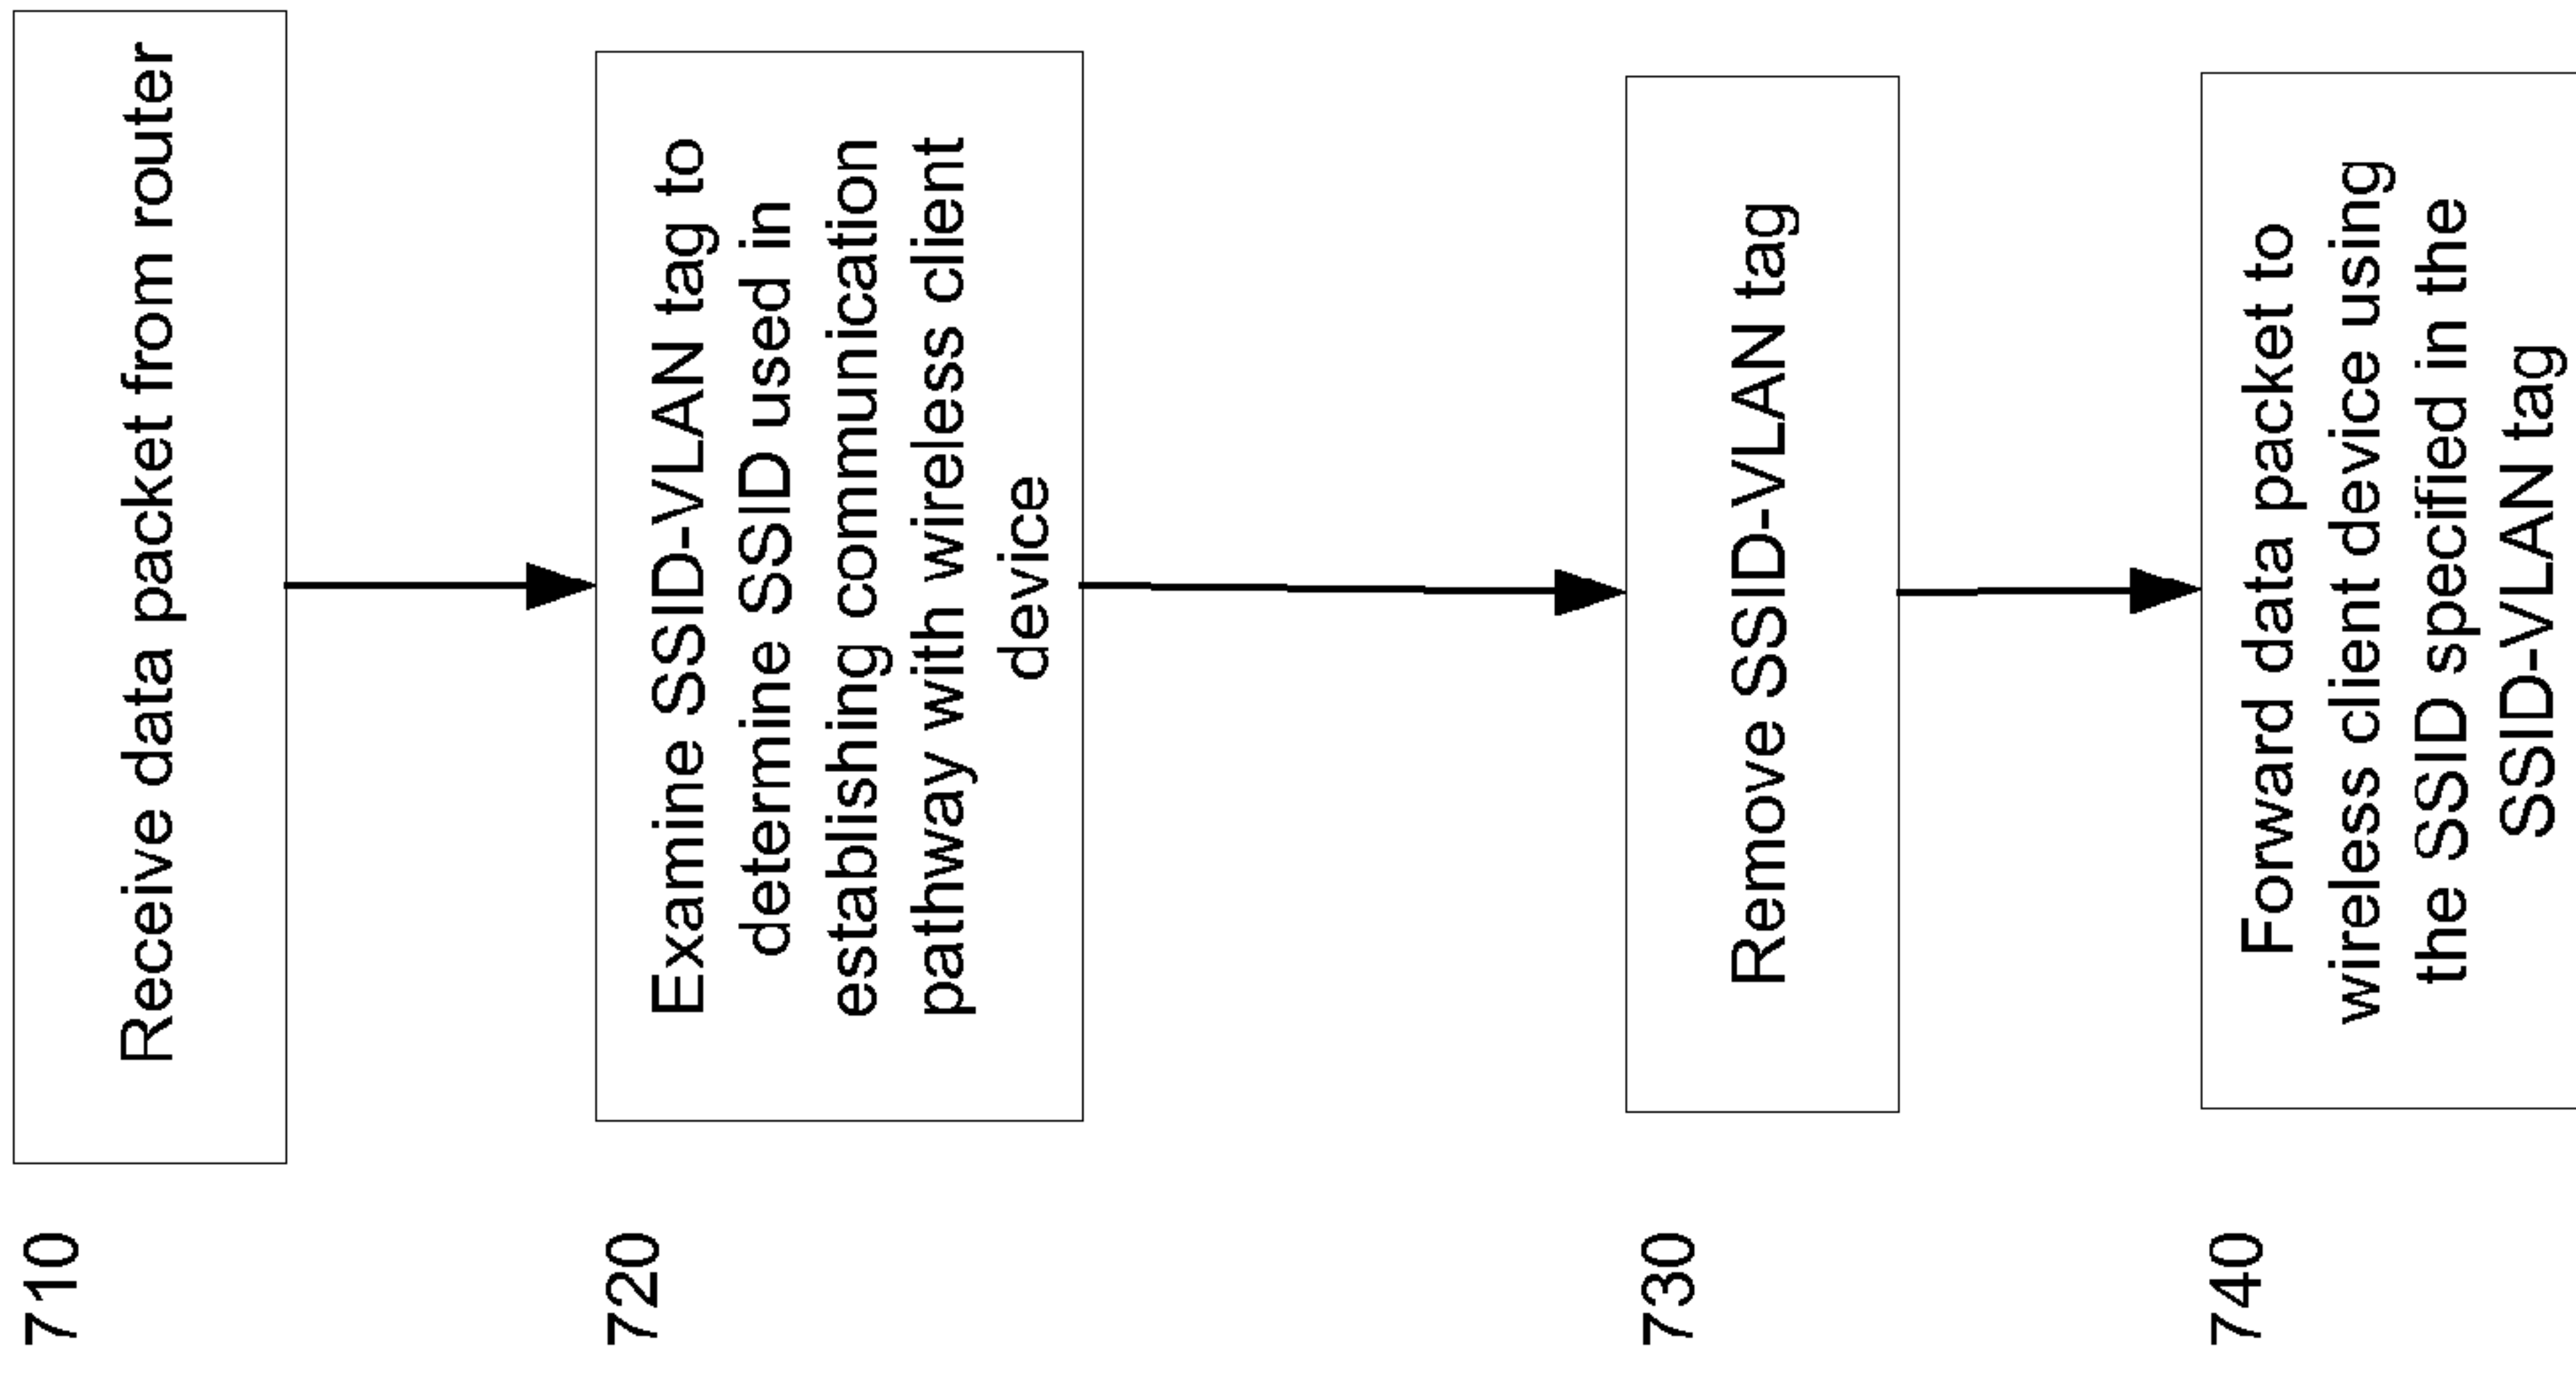 710
Receive data packet from router
720
Examine SSID-VLAN tag to
determine SSID used in
establishing communication
pathway with wireless client
device
730
Remove SSID-VLAN tag
740
Forward data packet to
wireless client device using
the SSID specified in the
SSID-VLAN tag